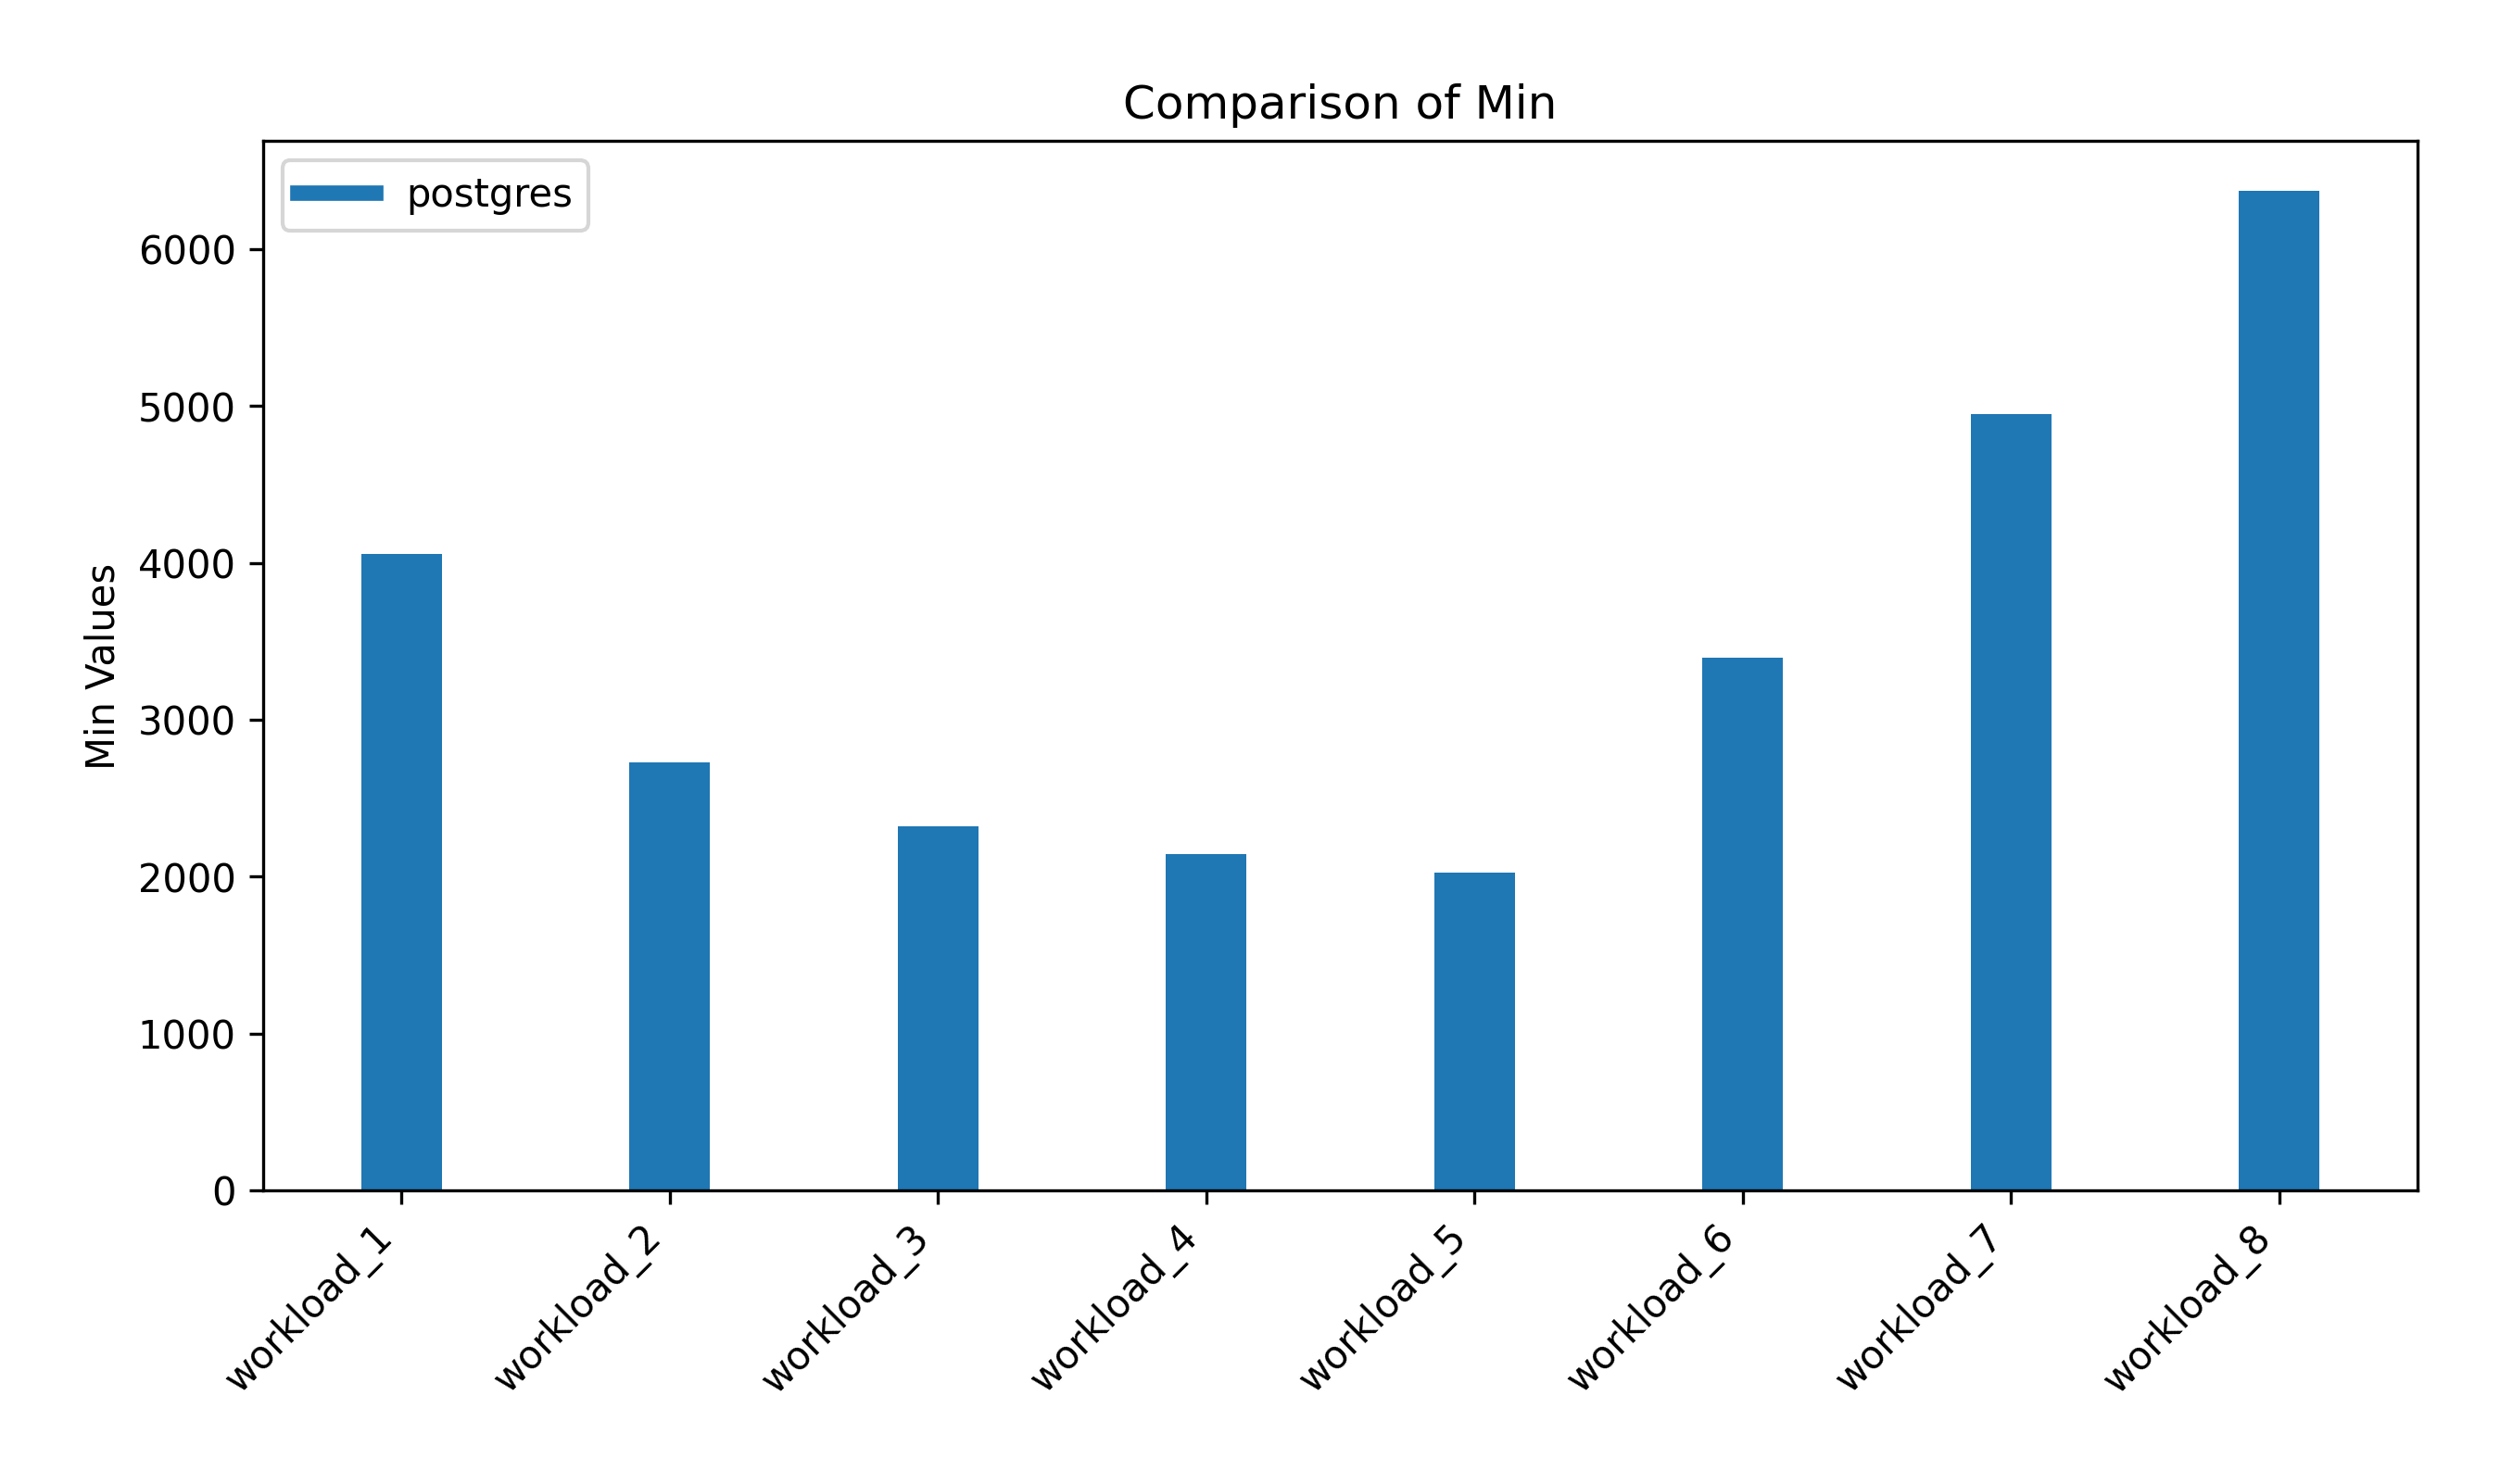 Comparison of Min
postgres
Min Values
6000
5000
4000
3000
2000
1000
0
workload_1
workload_2
workload_3
workload_4
workload_5
workload_6
workload_7
workload_8